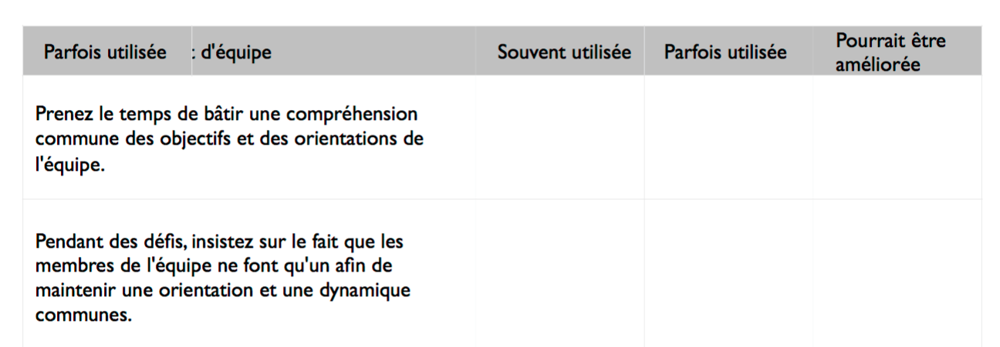 Parfois utilisée : d'équipe Souvent utilisée Parfois utilisée Pourrait être
améliorée
Prenez le temps de bâtir une compréhension
commune des objectifs et des orientations de
l'équipe.
Pendant des défis, insistez sur le fait que les
membres de l'équipe ne font qu'un afin de
maintenir une orientation et une dynamique
communes.